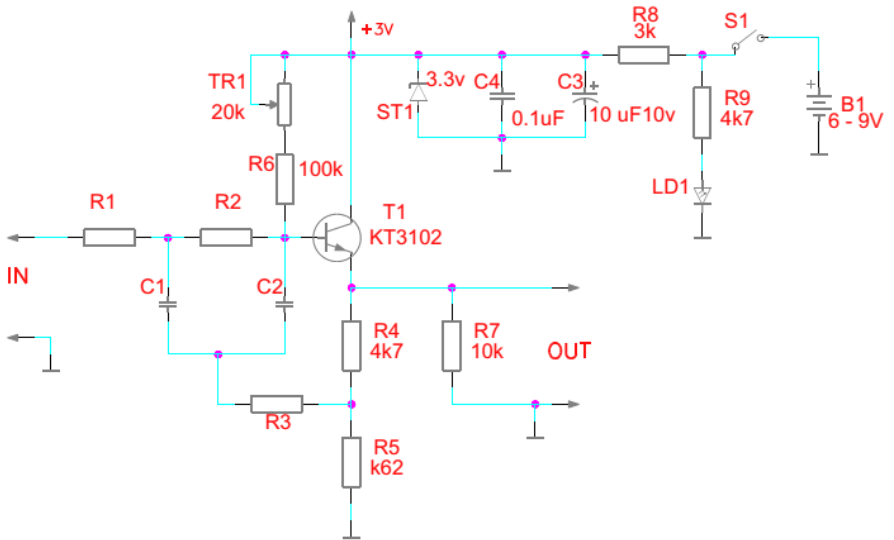 +3v
R8
3k
S1
TR1
20k
3.3v
ST1
C4
0.1uF
C3
+
10 uF10v
R9
4k7
+
B1
6 - 9V
R6
100k
LD1
R1
R2
T1
KT3102
IN
C1
C2
R4
4k7
R7
10k
OUT
R3
R5
k62